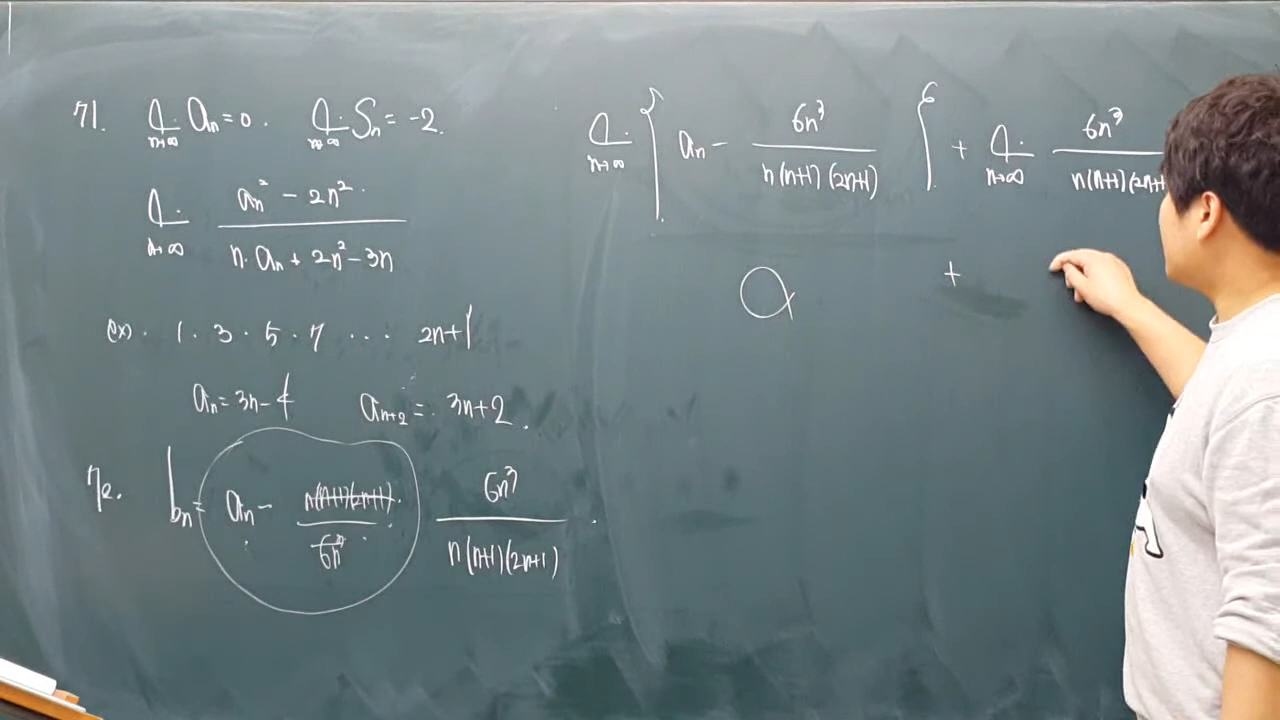 71. lim n→∞ an = 0. lim n→∞ Sn = -2.
lim n→∞ (an² - 2n²) / (n·an + 2n² - 3n)
ex). 1 · 3 · 5 · 7 ··· 2n+1
an = 3n-4 an+2 = 3n+2.
72. bn = an - n(n+1)(2n+1) / 6n³ 6n³ / n(n+1)(2n+1)
lim n→∞ { an - 6n³ / n(n+1)(2n+1) } + lim n→∞ 6n³ / n(n+1)(2n+1
α +